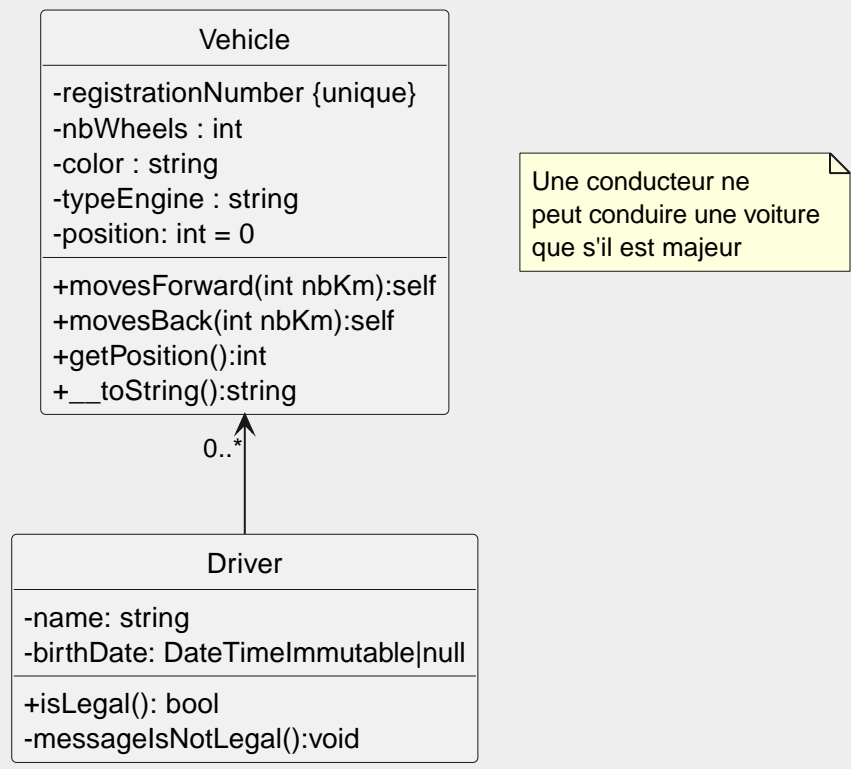 Vehicle
-registrationNumber {unique}
-nbWheels : int
-color : string
-typeEngine : string
-position: int = 0
+movesForward(int nbKm):self
+movesBack(int nbKm):self
+getPosition():int
+__toString():string
Une conducteur ne
peut conduire une voiture
que s'il est majeur
0..*
Driver
-name: string
-birthDate: DateTimeImmutable|null
+isLegal(): bool
-messageIsNotLegal():void